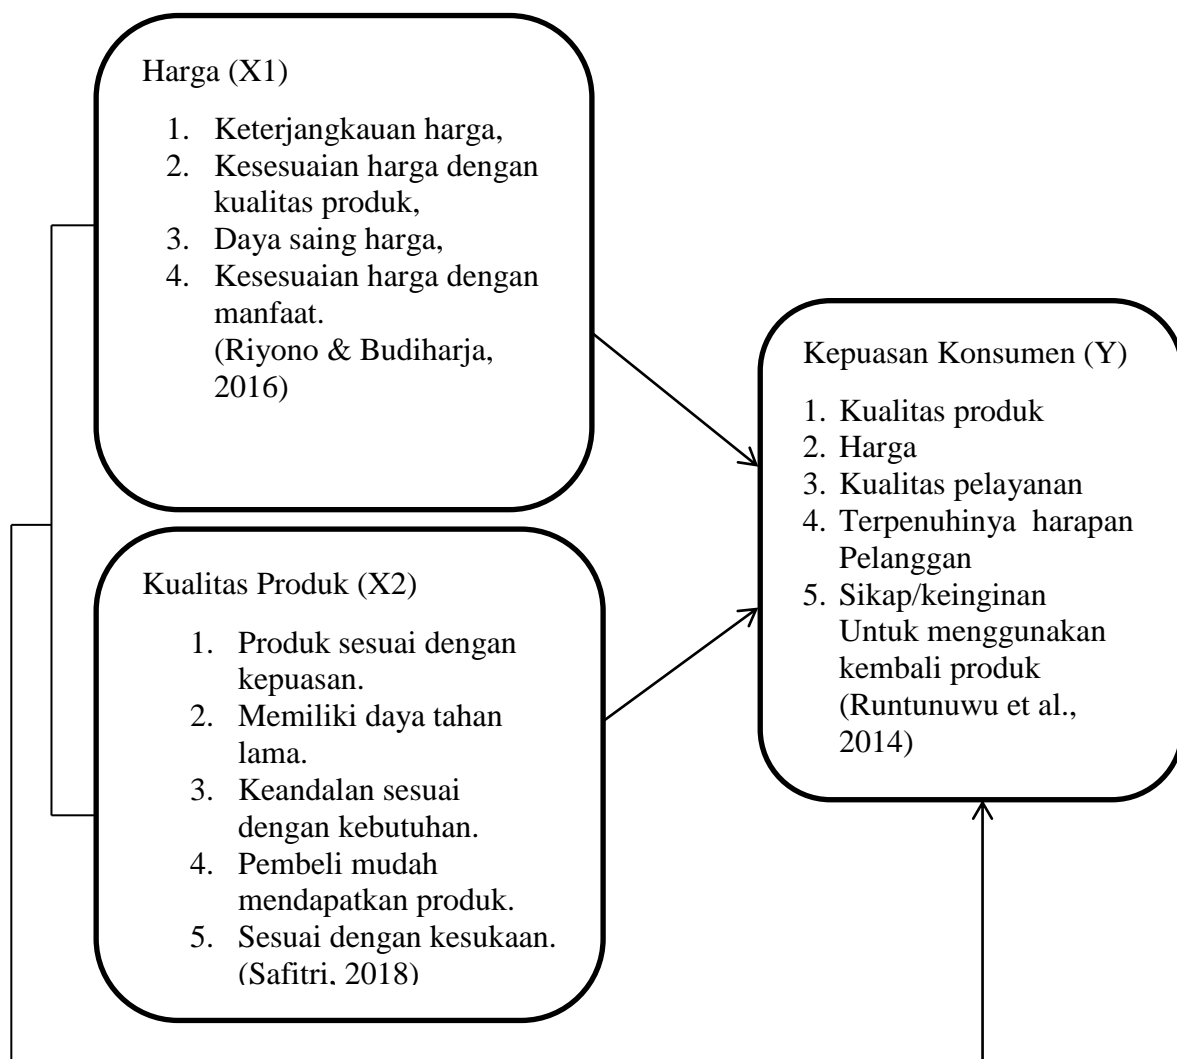 Harga (X1)
1. Keterjangkauan harga,
2. Kesesuaian harga dengan
kualitas produk,
3. Daya saing harga,
4. Kesesuaian harga dengan
manfaat.
(Riyono & Budiharja,
2016)
Kualitas Produk (X2)
1. Produk sesuai dengan
kepuasan.
2. Memiliki daya tahan
lama.
3. Keandalan sesuai
dengan kebutuhan.
4. Pembeli mudah
mendapatkan produk.
5. Sesuai dengan kesukaan.
(Safitri, 2018)
Kepuasan Konsumen (Y)
1. Kualitas produk
2. Harga
3. Kualitas pelayanan
4. Terpenuhinya harapan
Pelanggan
5. Sikap/keinginan
Untuk menggunakan
kembali produk
(Runtunuwu et al.,
2014)